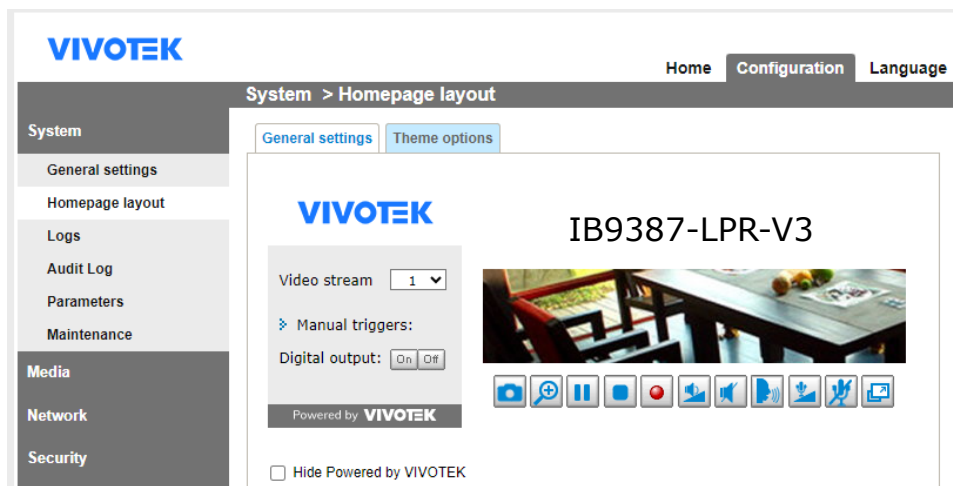 VIVOTEK
Home Configuration Language
System > Homepage layout
System
General settings
Homepage layout
Logs
Audit Log
Parameters
Maintenance
Media
Network
Security
General settings Theme options
VIVOTEK
IB9387-LPR-V3
Video stream 1
Manual triggers:
Digital output: On Off
Powered by VIVOTEK
Hide Powered by VIVOTEK